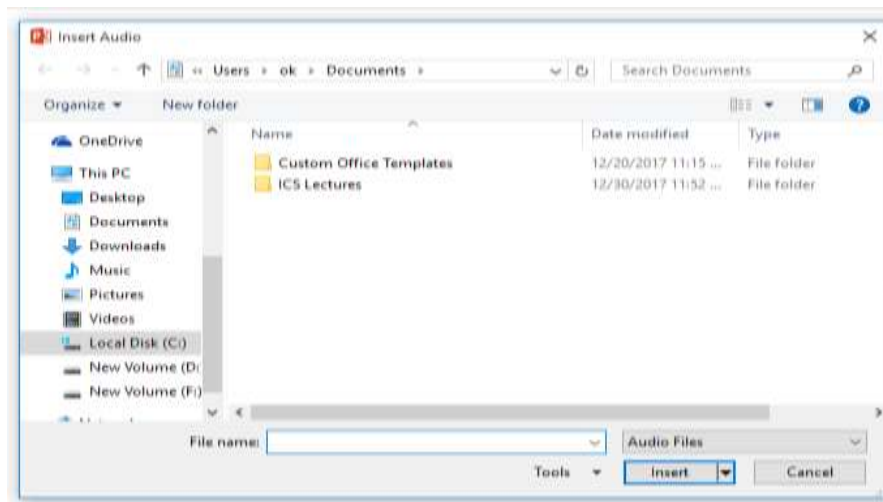 Insert Audio
« Users › ok › Documents ›
Search Documents
Organize
New folder
Name
Date modified
Type
OneDrive
This PC
Desktop
Documents
Downloads
Music
Pictures
Videos
Local Disk (C:)
New Volume (D:
New Volume (F:)
Custom Office Templates 12/20/2017 11:15 ... File folder
ICS Lectures 12/30/2017 11:52 ... File folder
File name:
Audio Files
Tools
Insert
Cancel